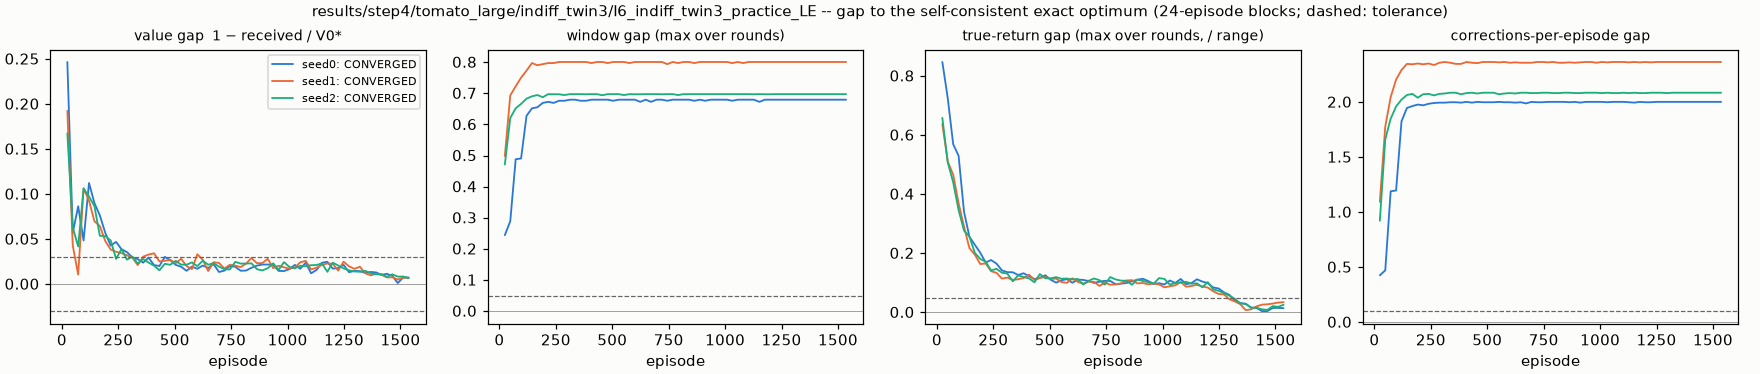 results/step4/tomato_large/indiff_twin3/l6_indiff_twin3_practice_LE -- gap to the self-consistent exact optimum (24-episode blocks; dashed: tolerance)
value gap 1 − received / V0*
0.25
0.20
0.15
0.10
0.05
0.00
seed0: CONVERGED
seed1: CONVERGED
seed2: CONVERGED
0 250 500 750 1000 1250 1500
episode
window gap (max over rounds)
0.8
0.7
0.6
0.5
0.4
0.3
0.2
0.1
0.0
0 250 500 750 1000 1250 1500
episode
true-return gap (max over rounds, / range)
0.8
0.6
0.4
0.2
0.0
0 250 500 750 1000 1250 1500
episode
corrections-per-episode gap
2.0
1.5
1.0
0.5
0.0
0 250 500 750 1000 1250 1500
episode